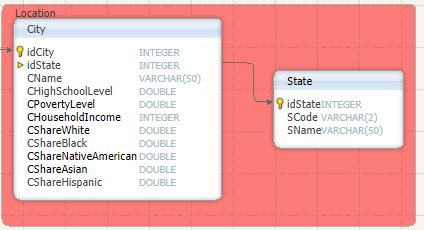 Location
City
idCity INTEGER
idState INTEGER
CName VARCHAR(50)
CHighSchoolLevel DOUBLE
CPovertyLevel DOUBLE
CHouseholdIncome INTEGER
CShareWhite DOUBLE
CShareBlack DOUBLE
CShareNativeAmerican DOUBLE
CShareAsian DOUBLE
CShareHispanic DOUBLE
State
idState INTEGER
SCode VARCHAR(2)
SName VARCHAR(50)